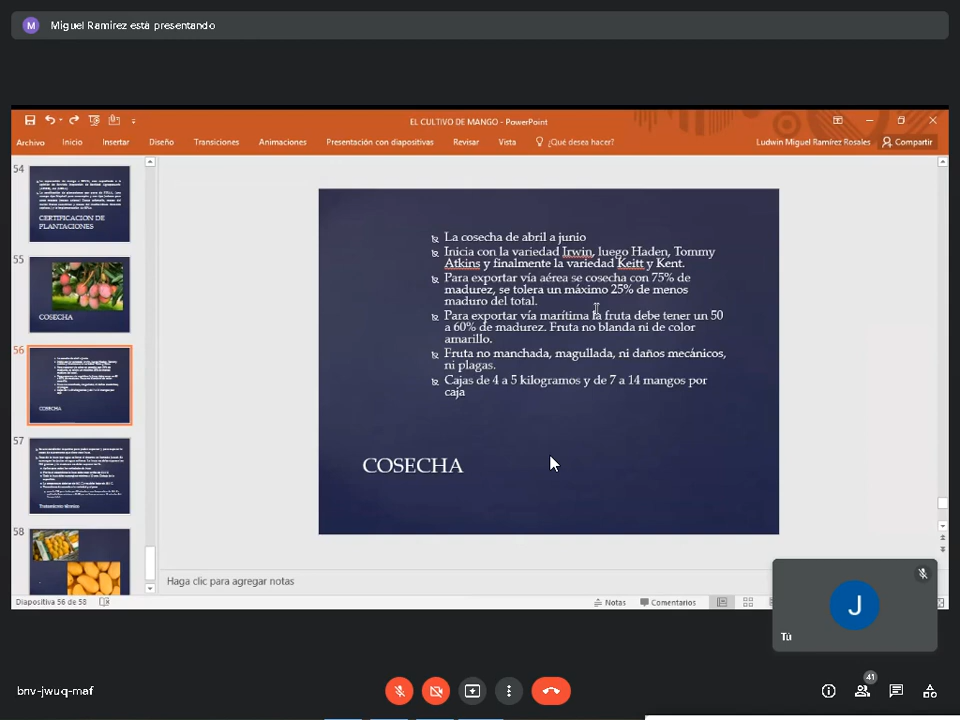 M Miguel Ramirez está presentando
EL CULTIVO DE MANGO - PowerPoint
Archivo Inicio Insertar Diseño Transiciones Animaciones Presentación con diapositivas Revisar Vista ¿Qué desea hacer? Ludwin Miguel Ramírez Rosales Compartir
54
CERTIFICACION DE
PLANTACIONES
55
COSECHA
56
COSECHA
57
Tratamiento térmico
58
La cosecha de abril a junio
Inicia con la variedad Irwin, luego Haden, Tommy
Atkins y finalmente la variedad Keitt y Kent.
Para exportar vía aérea se cosecha con 75% de
madurez, se tolera un máximo 25% de menos
maduro del total.
Para exportar vía marítima la fruta debe tener un 50
a 60% de madurez. Fruta no blanda ni de color
amarillo.
Fruta no manchada, magullada, ni daños mecánicos,
ni plagas.
Cajas de 4 a 5 kilogramos y de 7 a 14 mangos por
caja
COSECHA
Haga clic para agregar notas
Diapositiva 56 de 58 Notas Comentarios
J
Tú
bnv-jwuq-maf
41